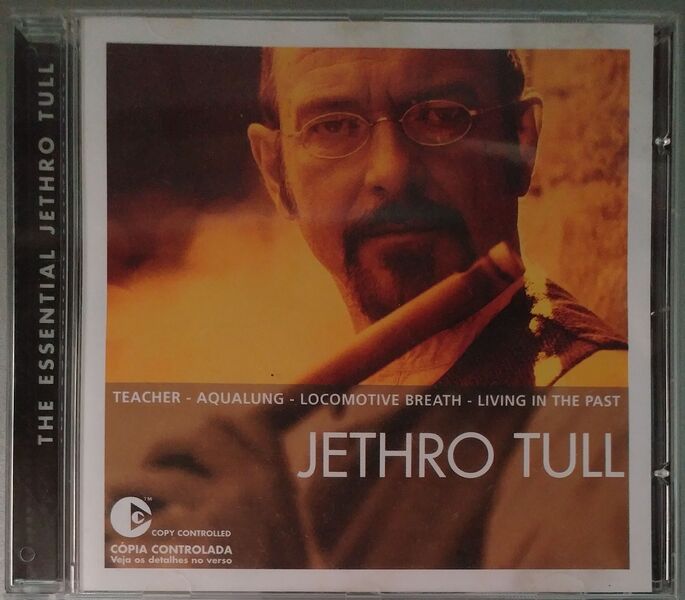 THE ESSENTIAL JETHRO TULL
TEACHER - AQUALUNG - LOCOMOTIVE BREATH - LIVING IN THE PAST
JETHRO TULL
TM
COPY CONTROLLED
CÓPIA CONTROLADA
Veja os detalhes no verso